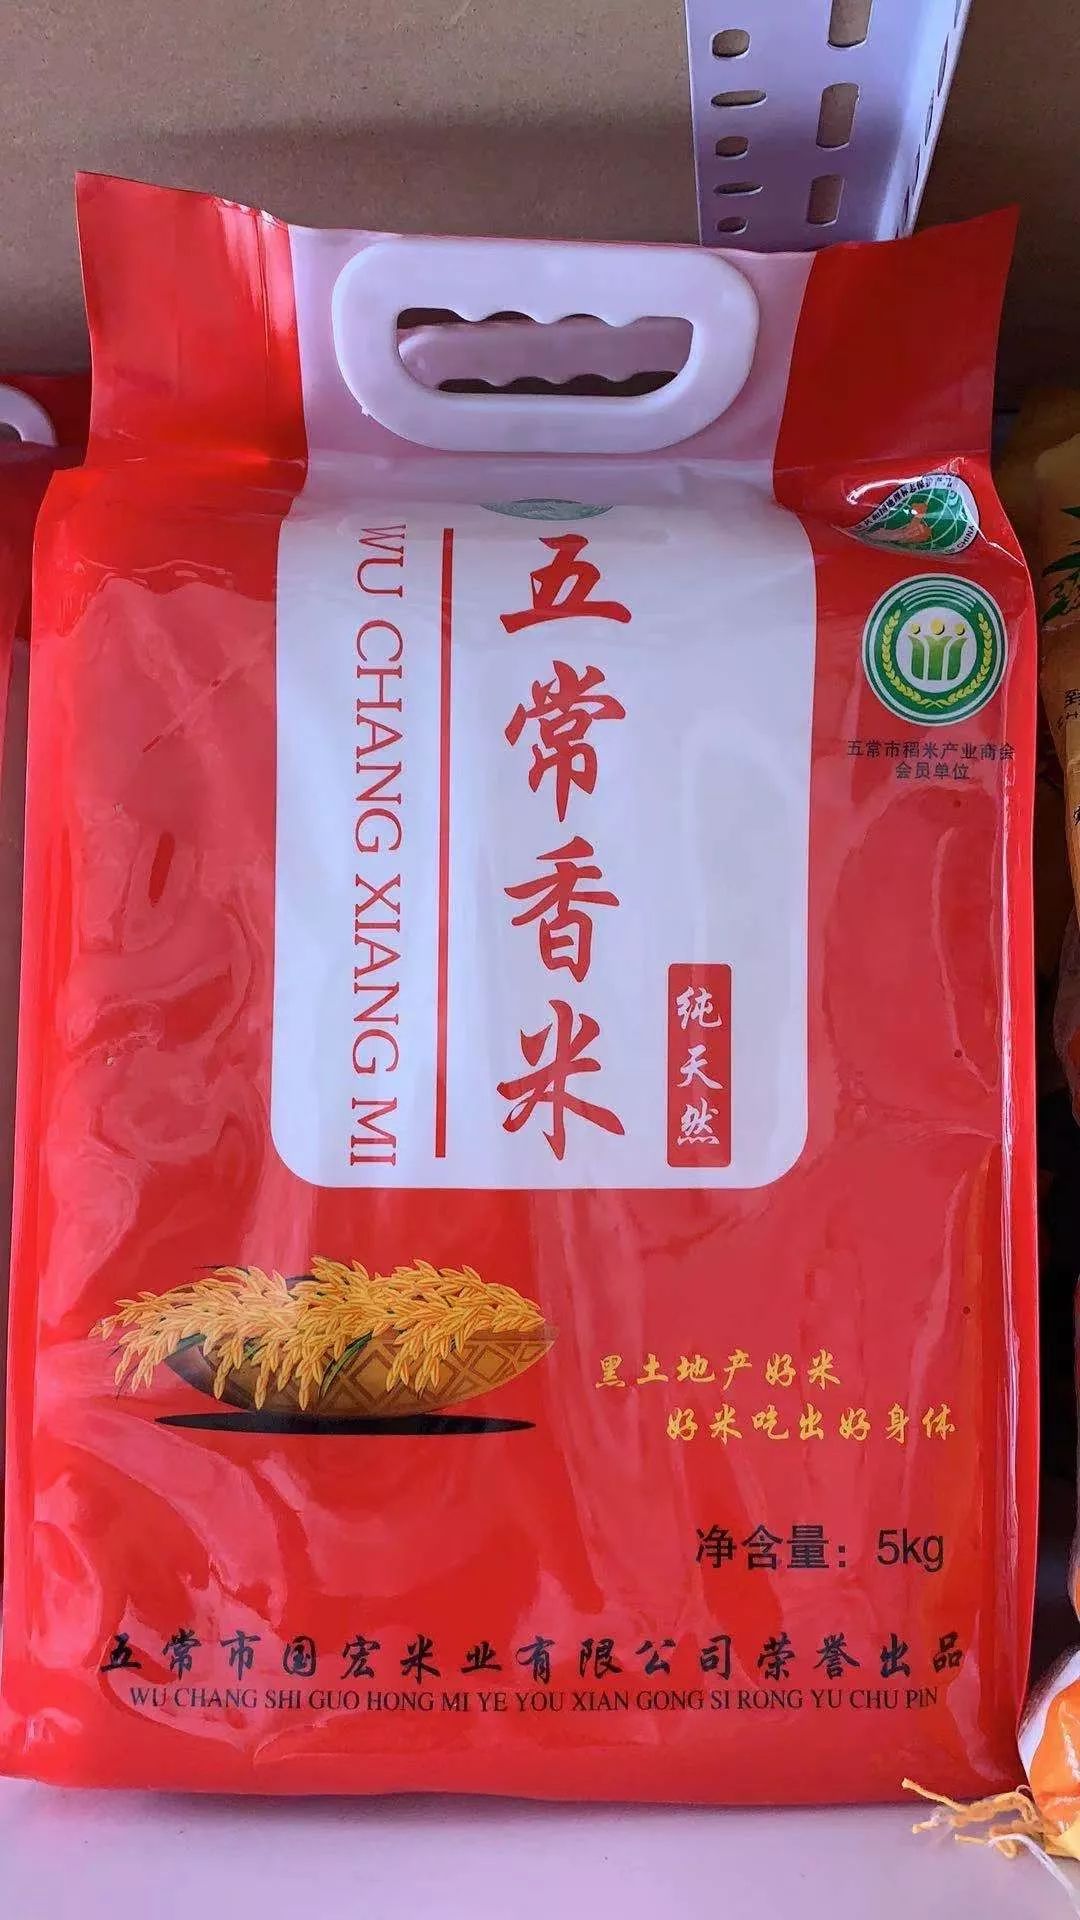 五常香米
WU CHANG XIANG MI
纯天然
CHINA
五常市稻米产业商会
会员单位
黑土地产好米
好米吃出好身体
净含量：5kg
五常市国宏米业有限公司荣誉出品
WU CHANG SHI GUO HONG MI YE YOU XIAN GONG SI RONG YU CHU PIN